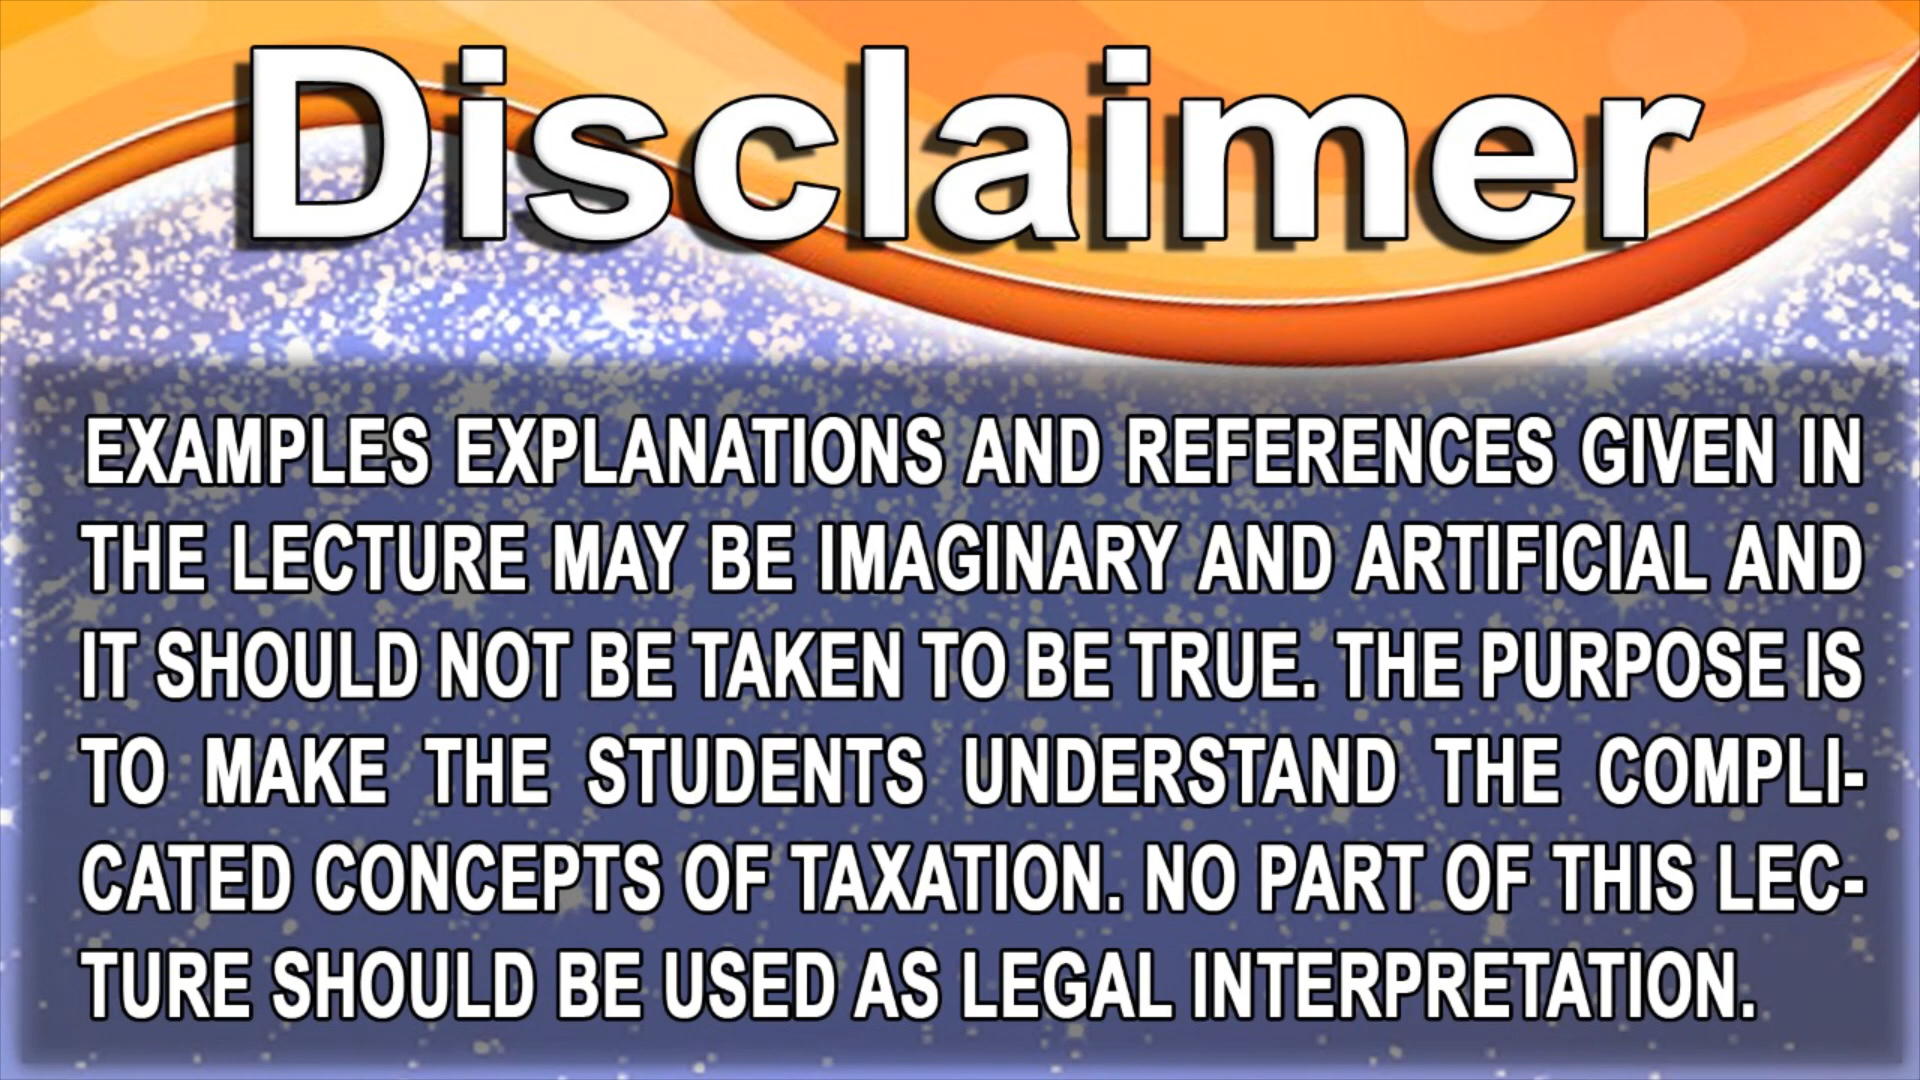 Disclaimer
EXAMPLES EXPLANATIONS AND REFERENCES GIVEN IN
THE LECTURE MAY BE IMAGINARY AND ARTIFICIAL AND
IT SHOULD NOT BE TAKEN TO BE TRUE. THE PURPOSE IS
TO MAKE THE STUDENTS UNDERSTAND THE COMPLI-
CATED CONCEPTS OF TAXATION. NO PART OF THIS LEC-
TURE SHOULD BE USED AS LEGAL INTERPRETATION.